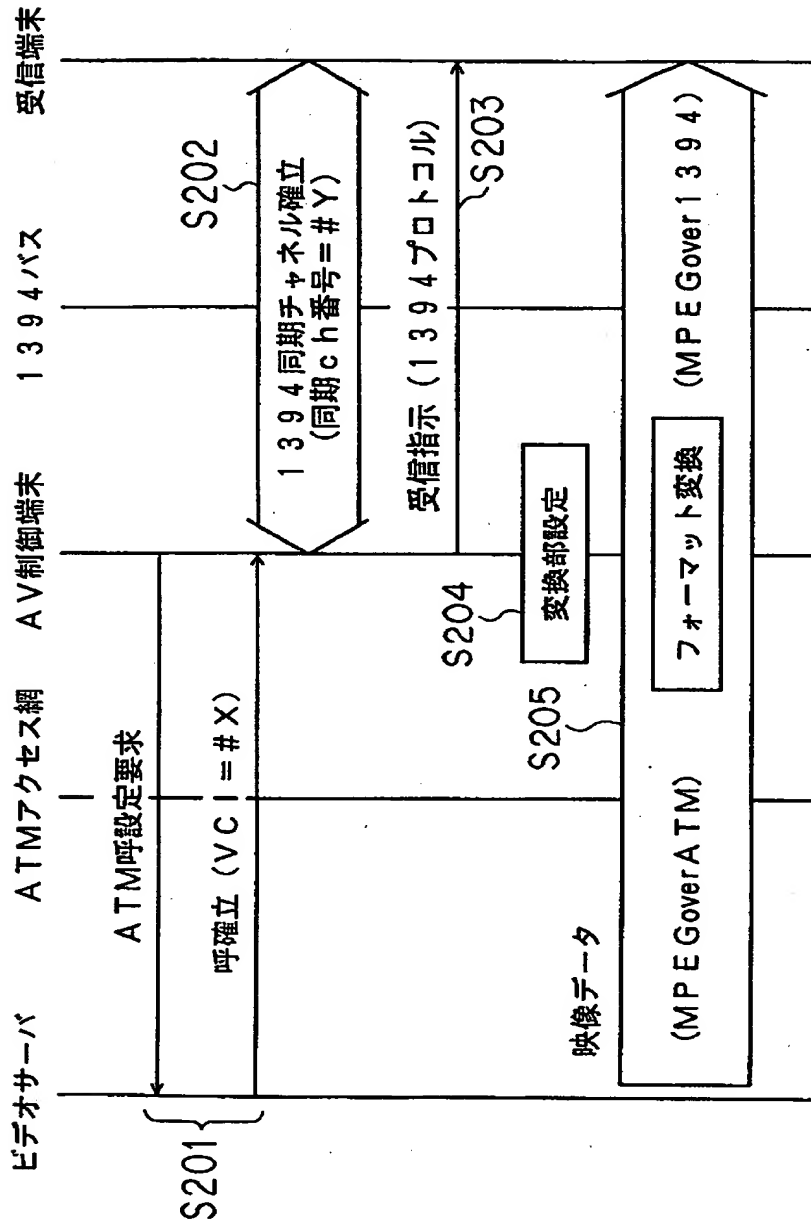 ビデオサーバ
ATMアクセス網
AV制御端末
1394バス
受信端末
S201
ATM呼設定要求
呼確立 (VCI=#X)
S202
1394同期チャネル確立
(同期ch番号=#Y)
受信指示 (1394プロトコル)
S203
S204
変換部設定
S205
映像データ
(MPEGoverATM)
フォーマット変換
(MPEGover1394)